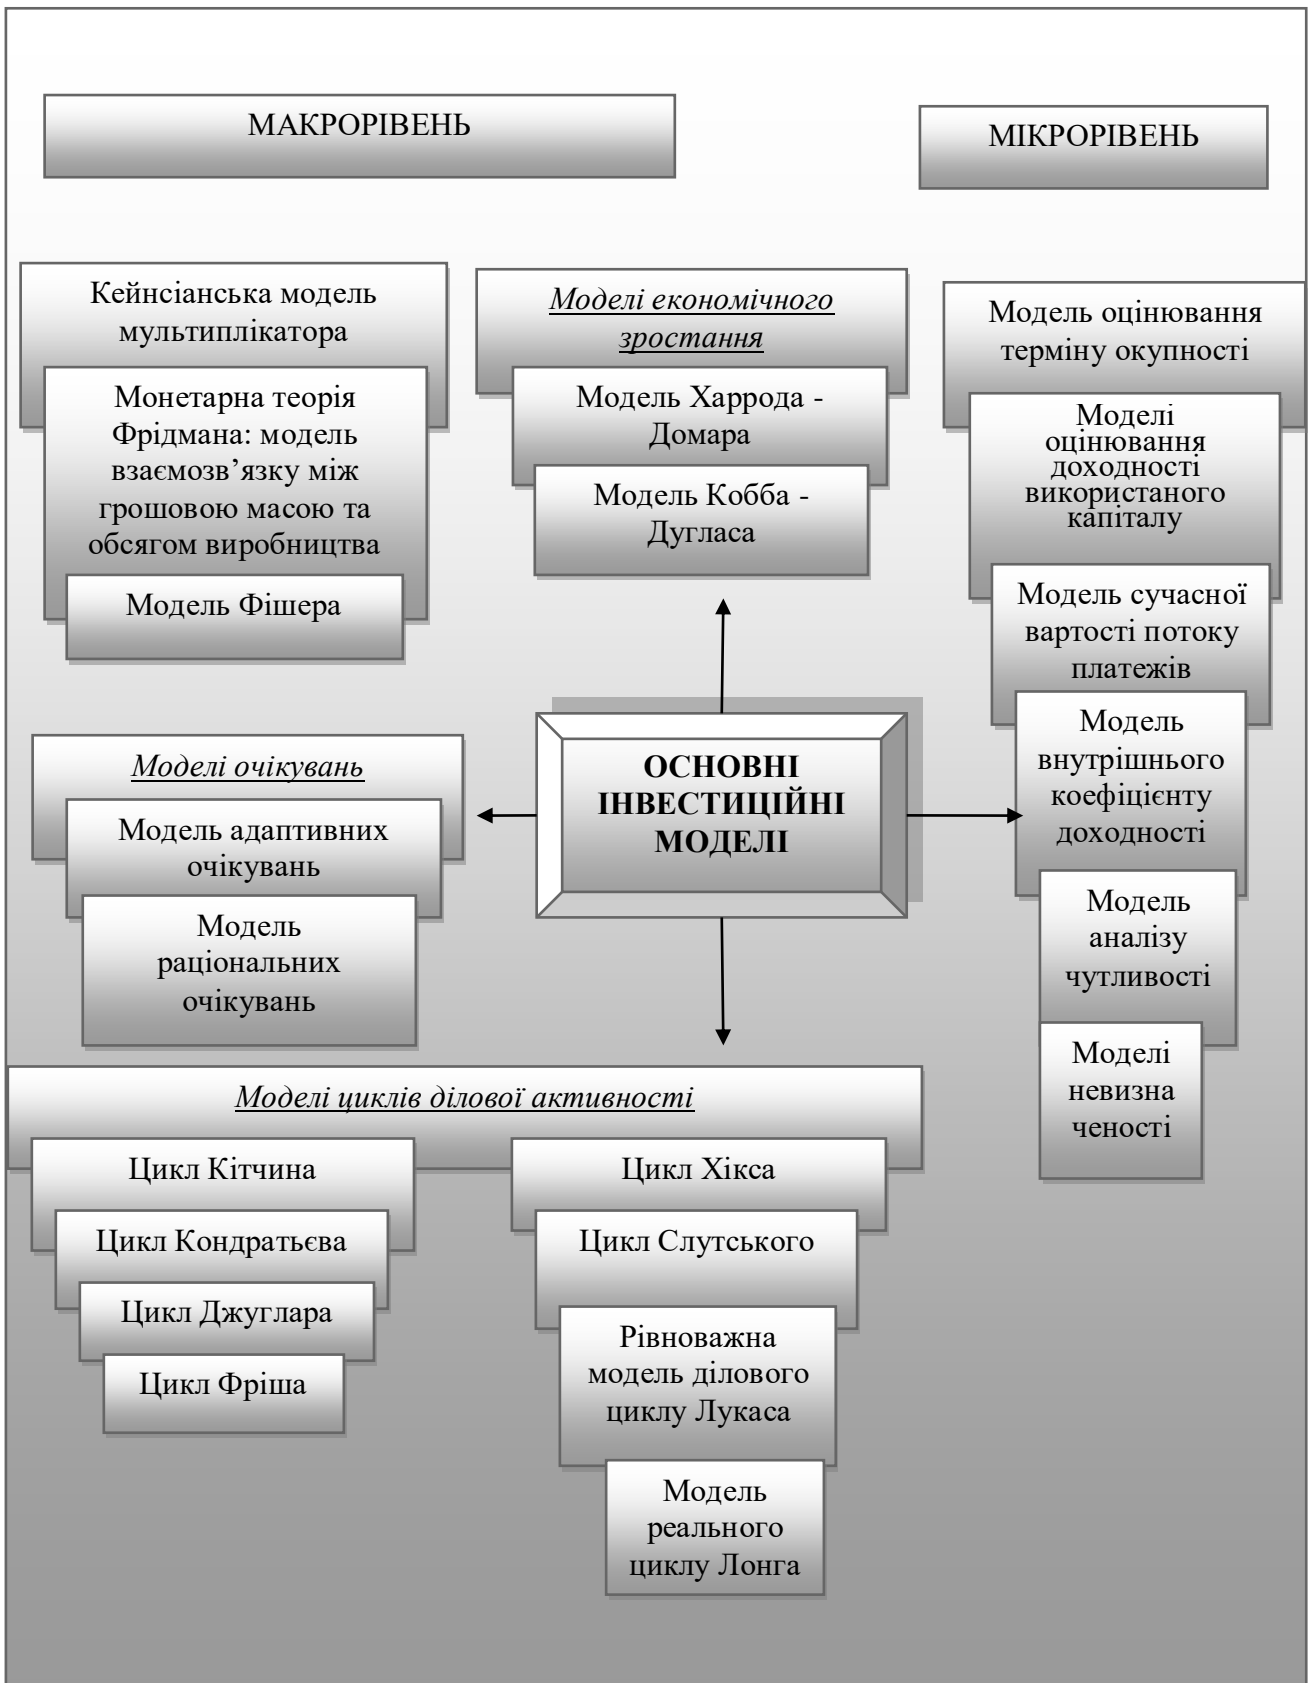 МАКРОРІВЕНЬ
МІКРОРІВЕНЬ
Кейнсіанська модель
мультиплікатора
Монетарна теорія
Фрідмана: модель
взаємозв’язку між
грошовою масою та
обсягом виробництва
Модель Фішера
Моделі економічного
зростання
Модель Харрода -
Домара
Модель Кобба -
Дугласа
Модель оцінювання
терміну окупності
Моделі
оцінювання
доходності
використаного
капіталу
Модель сучасної
вартості потоку
платежів
Модель
внутрішнього
коефіцієнту
доходності
Модель
аналізу
чутливості
Моделі
невизна
ченості
ОСНОВНІ
ІНВЕСТИЦІЙНІ
МОДЕЛІ
Моделі очікувань
Модель адаптивних
очікувань
Модель
раціональних
очікувань
Моделі циклів ділової активності
Цикл Кітчина
Цикл Кондратьєва
Цикл Джуглара
Цикл Фріша
Цикл Хікса
Цикл Слутського
Рівноважна
модель ділового
циклу Лукаса
Модель
реального
циклу Лонга